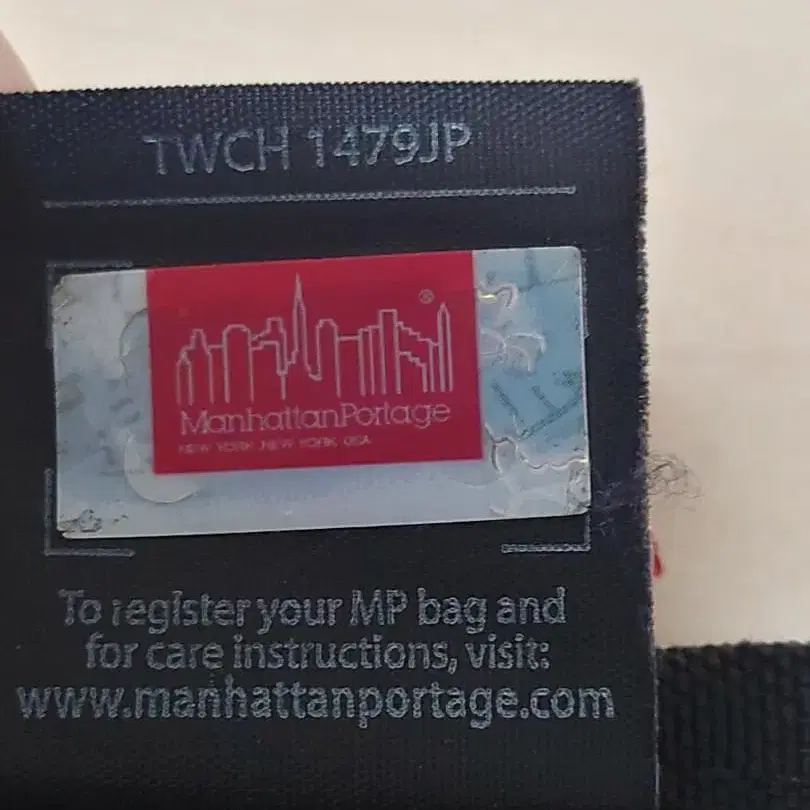 TWCH 1479JP
®
ManhattanPortage
NEW YORK, NEW YORK USA
To register your MP bag and
for care instructions, visit:
www.manhattanportage.com